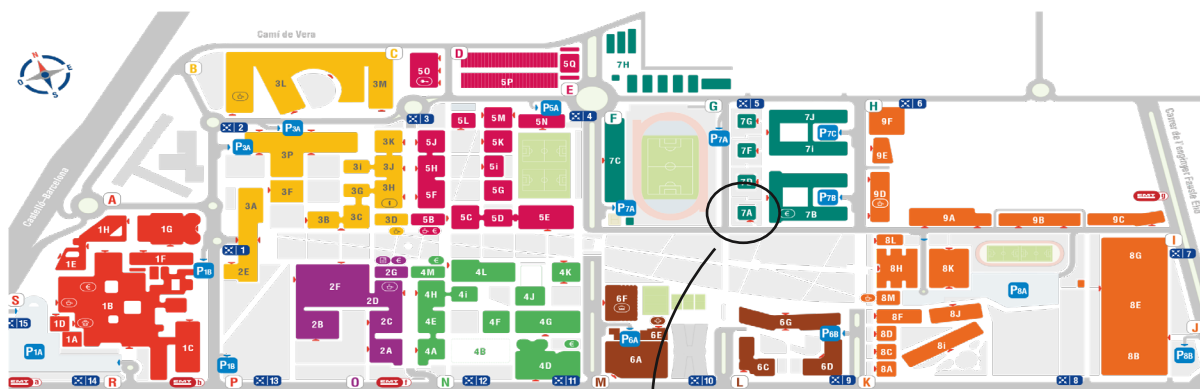 N
E
S
O
Camí de Vera
Castelló-Barcelona
Carrer de l'enginyer Fausto Elio
B
C
D
E
3L
3M
5O
5P
5Q
7H
2
P3A
P3A
3
P5A
4
F
G
5
H
6
3P
3K
3i
3J
3H
3G
3F
3A
3B
3C
3D
5L
5M
5N
5J
5K
5H
5i
5F
5G
5B
5C
5D
5E
7C
P7A
P7A
7G
7F
7D
7A
7J
7i
P7C
P7B
7B
9F
9E
9D
9A
9B
9C
EMT g
A
1H
1G
1E
1F
1B
1D
1A
1C
P1B
S
15
P1A
EMT a
14
R
EMT b
1
2E
P1B
P
13
2F
2G
2D
2B
2C
2A
O
EMT f
4M
4L
4K
4H
4i
4J
4E
4F
4G
4A
4B
4D
N
12
11
M
6F
6E
P6A
6A
10
6G
P6B
6C
6D
L
9
K
8L
8H
8K
8M
8F
8J
8D
8C
8i
8A
P8A
8
8G
8E
8B
I
7
J
P8B